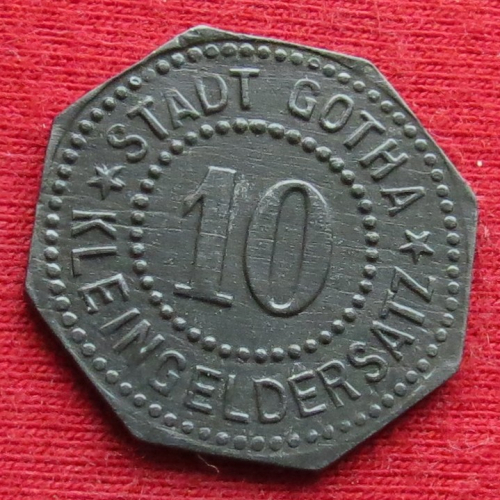 ★ STADT GOTHA ★
KLEINGELDERSATZ
10